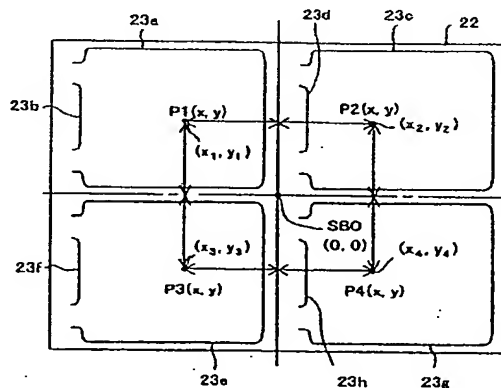 23a
23d
23c
22
23b
P1(x, y)
P2(x, y)
(x₁, y₁)
(x₂, y₂)
SBO
(0, 0)
(x₃, y₃)
(x₄, y₄)
23f
P3(x, y)
P4(x, y)
23e
23h
23g